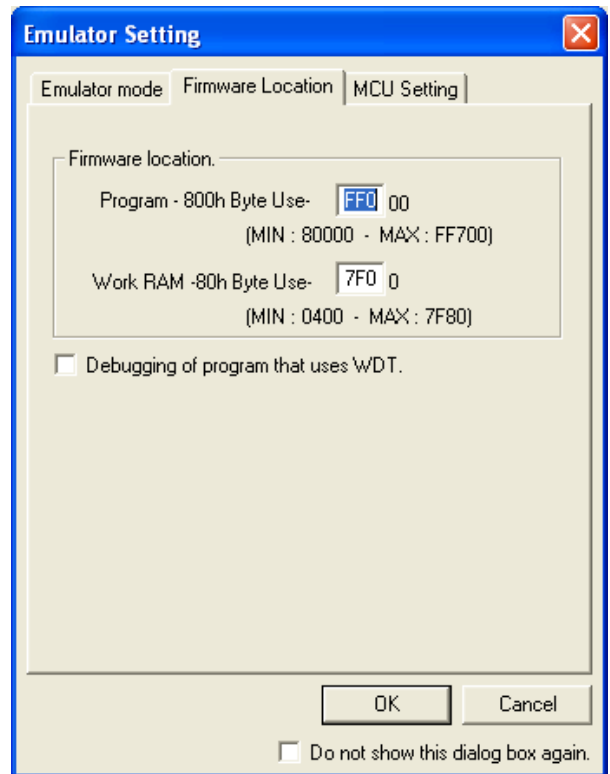 Emulator Setting
Emulator mode Firmware Location MCU Setting
Firmware location.
Program - 800h Byte Use- FF0 00
(MIN : 80000 - MAX : FF700)
Work RAM -80h Byte Use- 7F0 0
(MIN : 0400 - MAX : 7F80)
Debugging of program that uses WDT.
OK Cancel
Do not show this dialog box again.